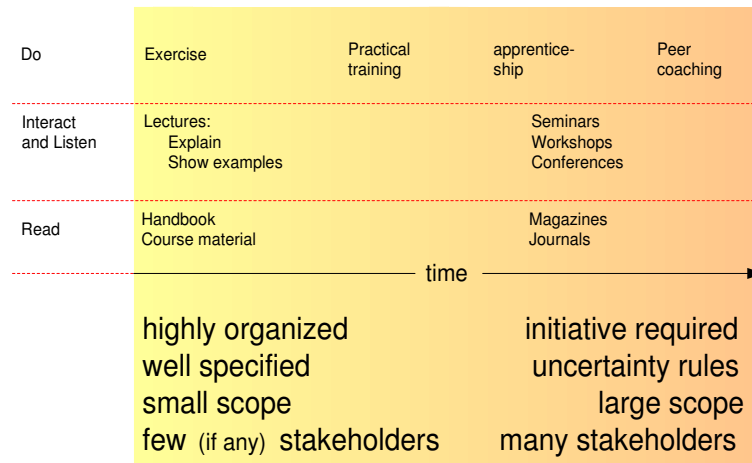 Do
Exercise
Practical
training
apprentice-
ship
Peer
coaching
Interact
and Listen
Lectures:
Explain
Show examples
Seminars
Workshops
Conferences
Read
Handbook
Course material
Magazines
Journals
time
highly organized
well specified
small scope
few (if any) stakeholders
initiative required
uncertainty rules
large scope
many stakeholders